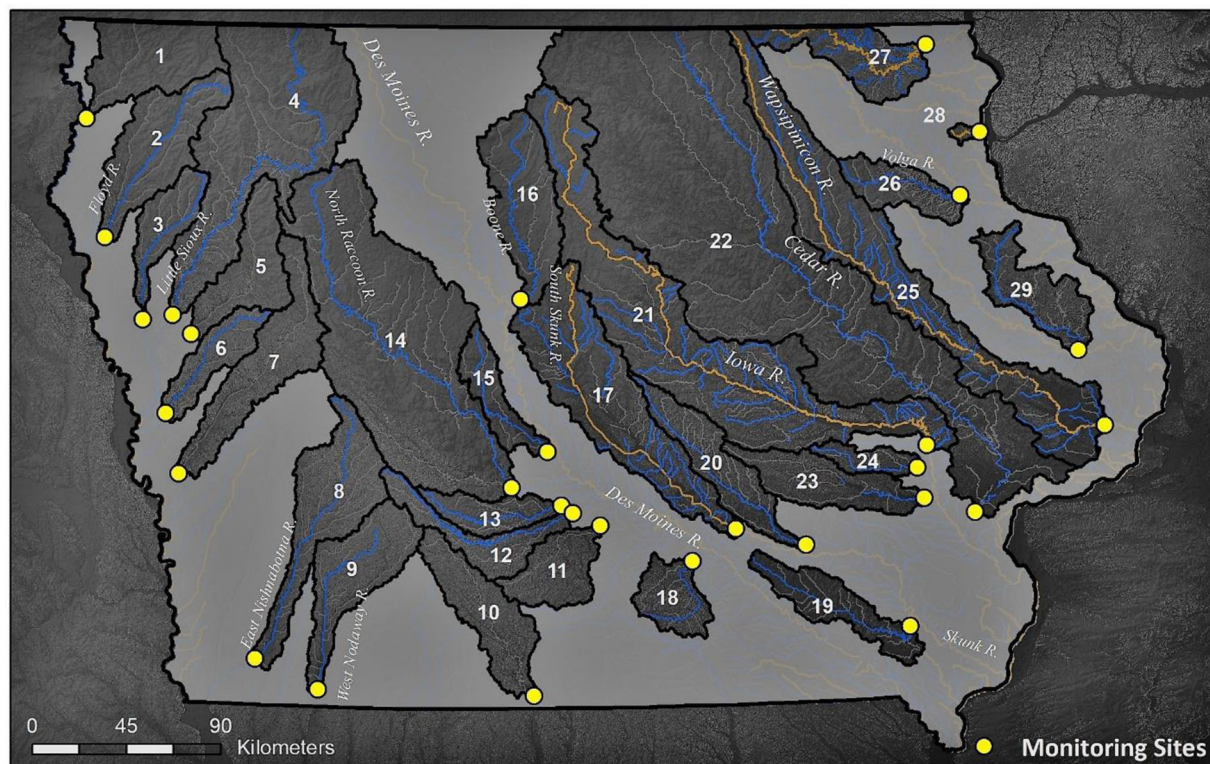 1
2
3
4
5
6
7
8
9
10
11
12
13
14
15
16
17
18
19
20
21
22
23
24
25
26
27
28
29
Floyd R.
Little Sioux R.
Des Moines R.
North Raccoon R.
Boone R.
South Skunk R.
Iowa R.
Cedar R.
Wapsipinicon R.
Volga R.
East Nishnabotna R.
West Nodaway R.
Des Moines R.
Skunk R.
0 45 90
Kilometers
Monitoring Sites